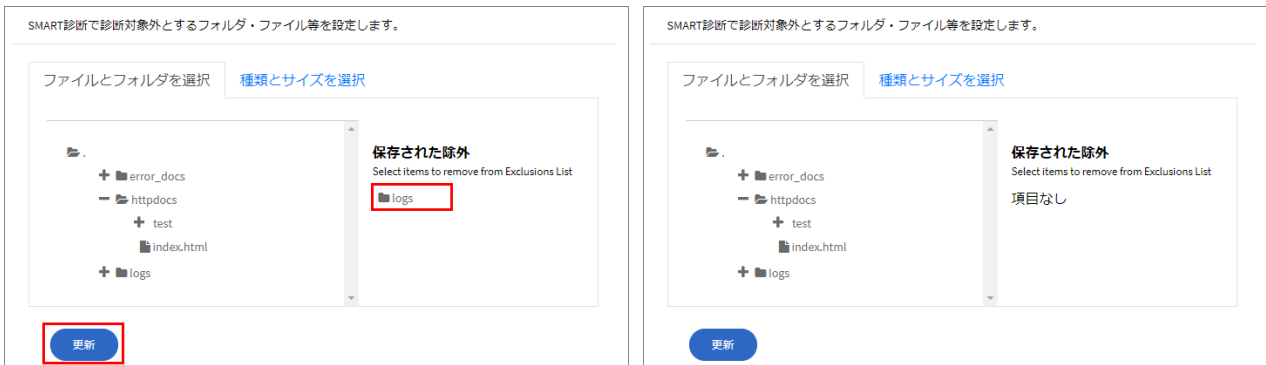 SMART診断で診断対象外とするフォルダ・ファイル等を設定します。
ファイルとフォルダを選択
種類とサイズを選択
.
error_docs
httpdocs
test
index.html
logs
保存された除外
Select items to remove from Exclusions List
logs
更新
SMART診断で診断対象外とするフォルダ・ファイル等を設定します。
ファイルとフォルダを選択
種類とサイズを選択
.
error_docs
httpdocs
test
index.html
logs
保存された除外
Select items to remove from Exclusions List
項目なし
更新